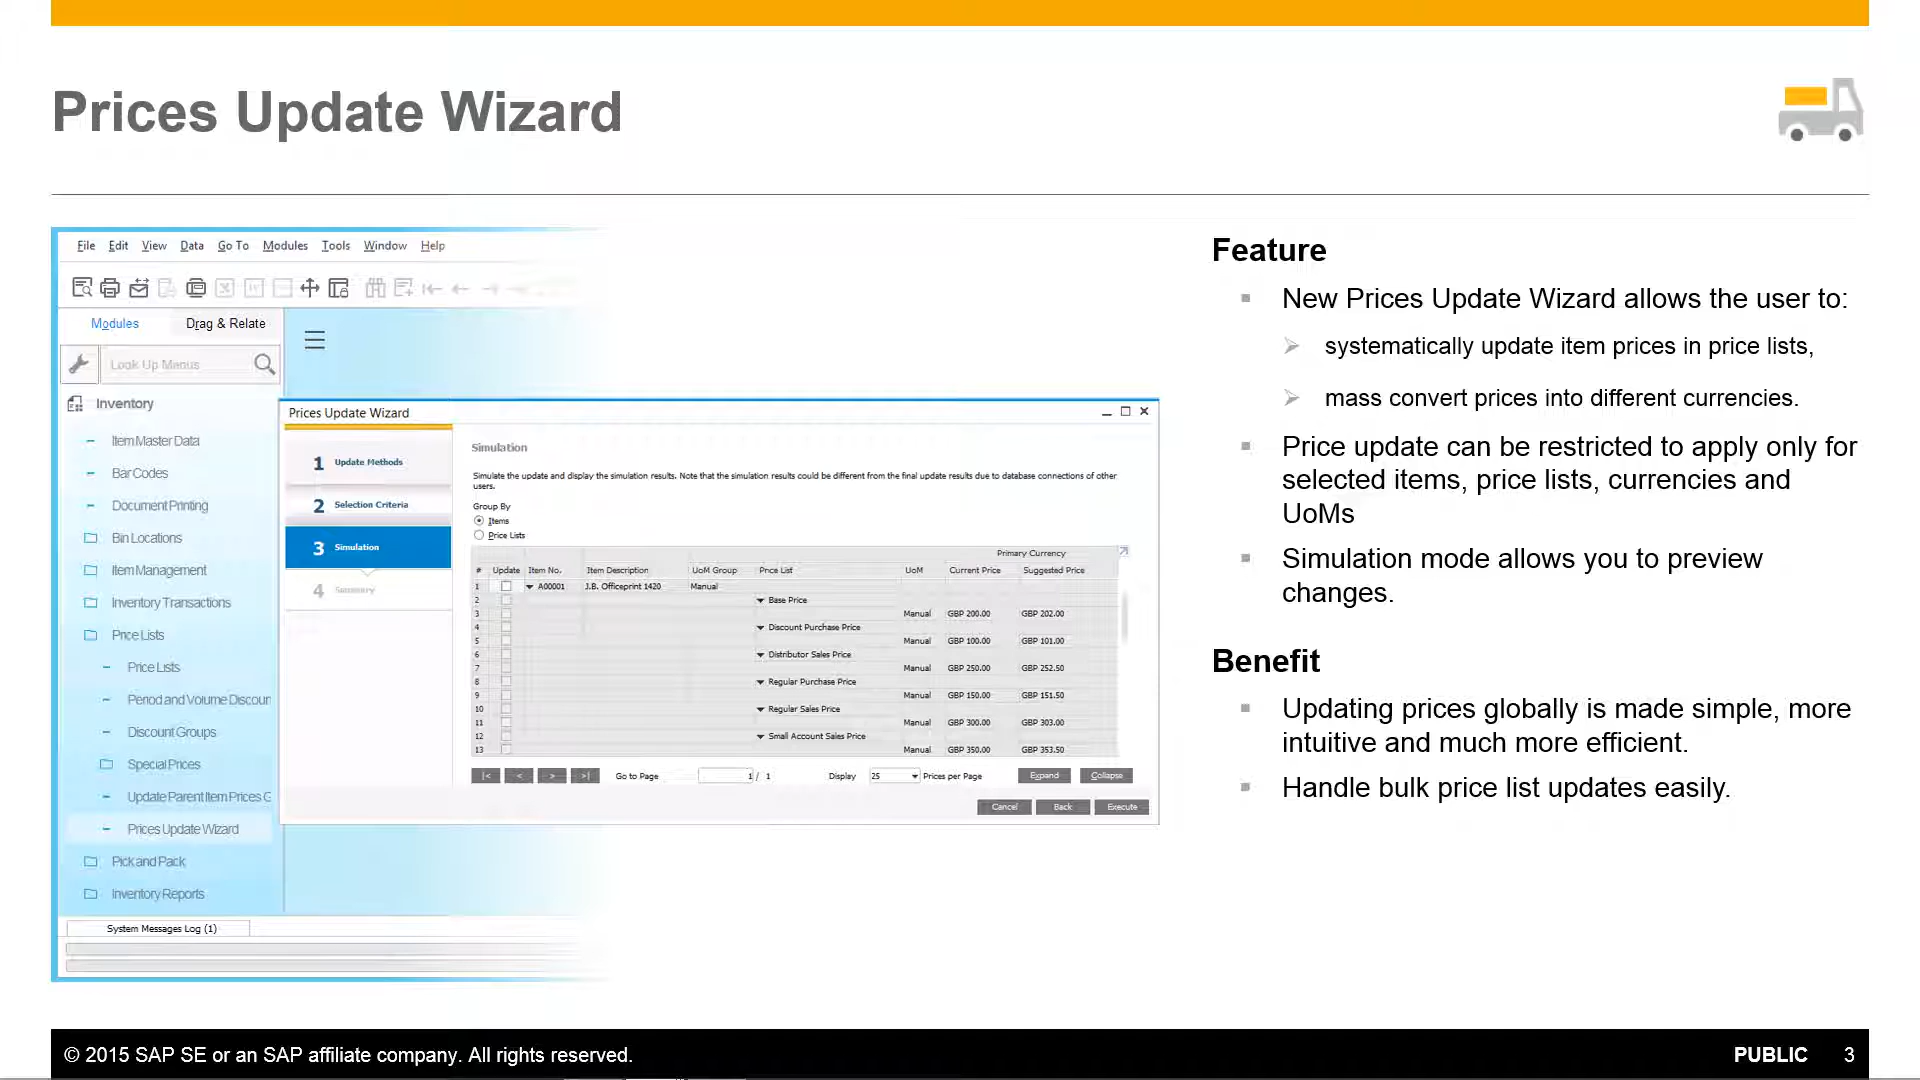 Prices Update Wizard
File Edit View Data Go To Modules Tools Window Help
Modules Drag & Relate
Look Up Menus
Inventory
Item Master Data
Bar Codes
Document Printing
Bin Locations
Item Management
Inventory Transactions
Price Lists
Price Lists
Period and Volume Discoun
Discount Groups
Special Prices
Update Parent Item Prices G
Prices Update Wizard
Pick and Pack
Inventory Reports
System Messages Log (1)
Prices Update Wizard
1 Update Methods
2 Selection Criteria
3 Simulation
4 Summary
Simulation
Simulate the update and display the simulation results. Note that the simulation results could be different from the final update results due to database connections of other
users.
Group By
Items
Price Lists
Primary Currency
# Update Item No. Item Description UoM Group Price List UoM Current Price Suggested Price
1 A00001 J.B. Officeprint 1420 Manual
2 Base Price
3 Manual GBP 200.00 GBP 202.00
4 Discount Purchase Price
5 Manual GBP 100.00 GBP 101.00
6 Distributor Sales Price
7 Manual GBP 250.00 GBP 252.50
8 Regular Purchase Price
9 Manual GBP 150.00 GBP 151.50
10 Regular Sales Price
11 Manual GBP 300.00 GBP 303.00
12 Small Account Sales Price
13 Manual GBP 350.00 GBP 353.50
|< < > >| Go to Page 1 / 1 Display 25 Prices per Page Expand Collapse
Cancel Back Execute
Feature
New Prices Update Wizard allows the user to:
systematically update item prices in price lists,
mass convert prices into different currencies.
Price update can be restricted to apply only for
selected items, price lists, currencies and
UoMs
Simulation mode allows you to preview
changes.
Benefit
Updating prices globally is made simple, more
intuitive and much more efficient.
Handle bulk price list updates easily.
© 2015 SAP SE or an SAP affiliate company. All rights reserved.
PUBLIC 3